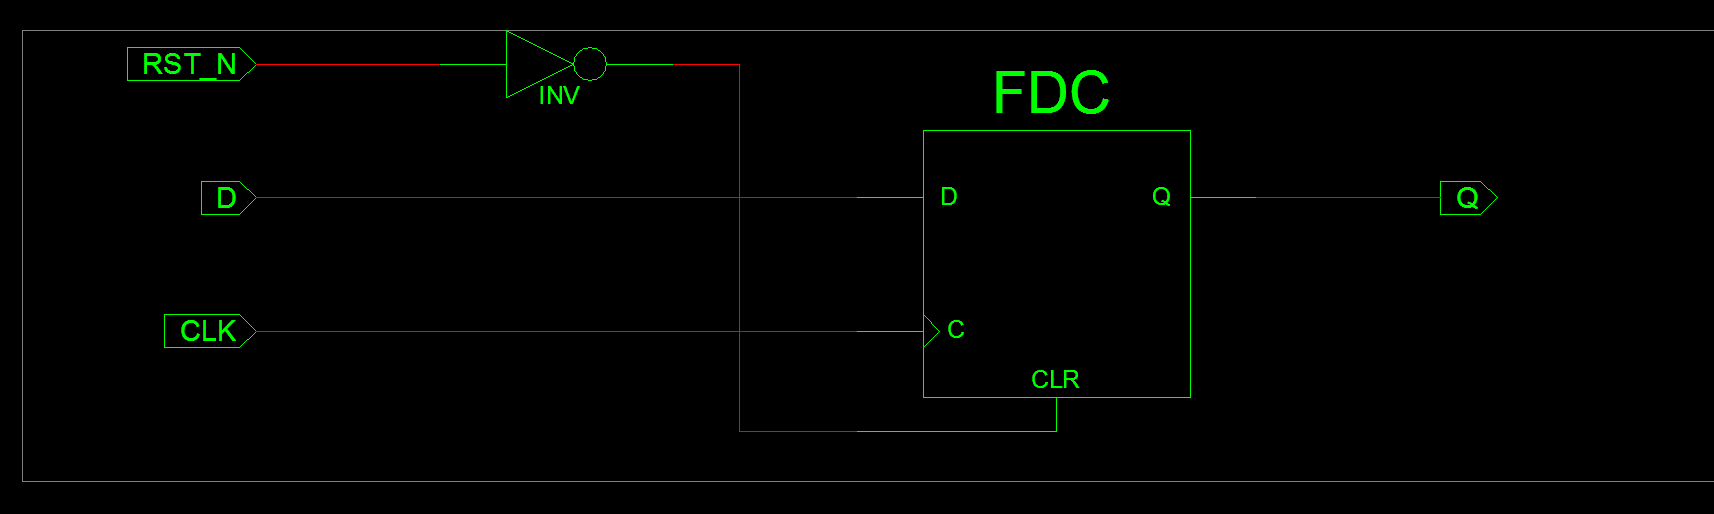 RST_N
INV
FDC
D
D
Q
Q
CLK
C
CLR